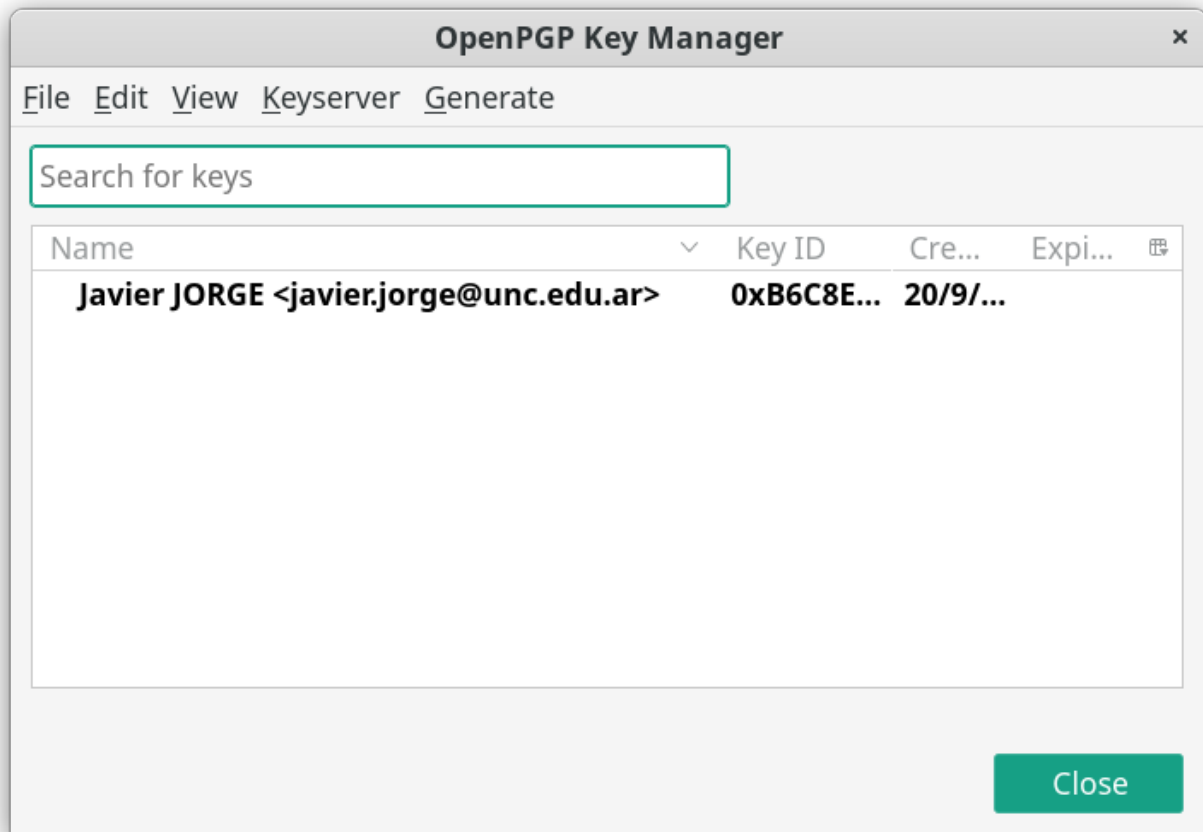 OpenPGP Key Manager ×
File Edit View Keyserver Generate
Search for keys
Name Key ID Cre... Expi...
Javier JORGE <javier.jorge@unc.edu.ar> 0xB6C8E... 20/9/...
Close